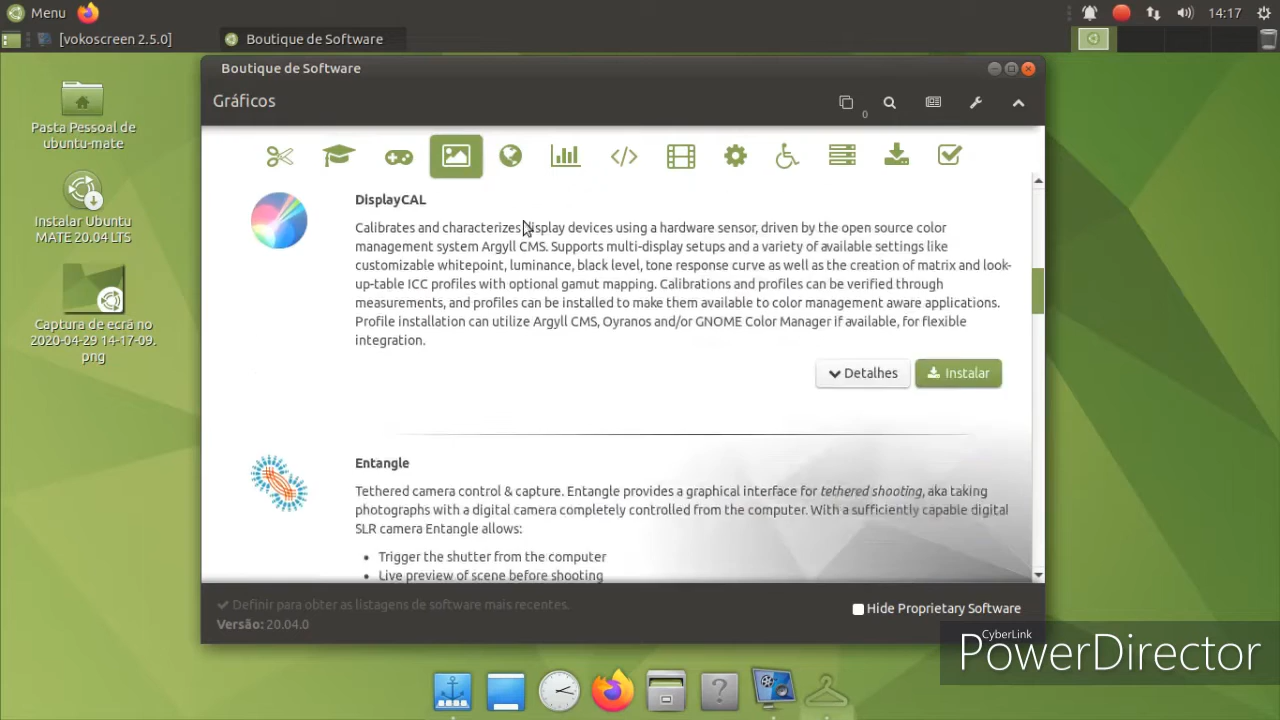 Menu
14:17
[vokoscreen 2.5.0]
Boutique de Software
Boutique de Software
Gráficos
0
Pasta Pessoal de
ubuntu-mate
Instalar Ubuntu
MATE 20.04 LTS
Captura de ecrá no
2020-04-29 14-17-09.
png
DisplayCAL
Calibrates and characterizes display devices using a hardware sensor, driven by the open source color
management system Argyll CMS. Supports multi-display setups and a variety of available settings like
customizable whitepoint, luminance, black level, tone response curve as well as the creation of matrix and look-
up-table ICC profiles with optional gamut mapping. Calibrations and profiles can be verified through
measurements, and profiles can be installed to make them available to color management aware applications.
Profile installation can utilize Argyll CMS, Oyranos and/or GNOME Color Manager if available, for flexible
integration.
Detalhes
Instalar
Entangle
Tethered camera control & capture. Entangle provides a graphical interface for tethered shooting, aka taking
photographs with a digital camera completely controlled from the computer. With a sufficiently capable digital
SLR camera Entangle allows:
• Trigger the shutter from the computer
• Live preview of scene before shooting
Definir para obter as listagens de software mais recentes.
Versão: 20.04.0
Hide Proprietary Software
CyberLink
PowerDirector